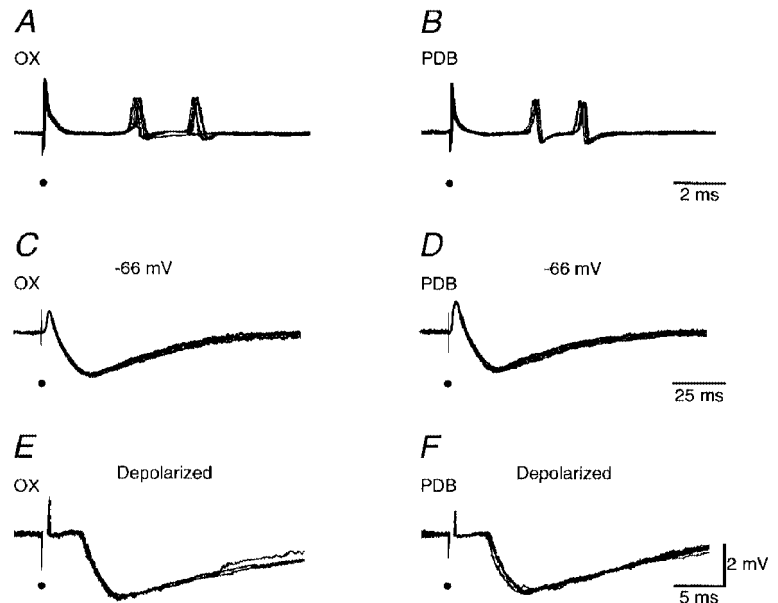 A
OX
B
PDB
2 ms
C
-66 mV
OX
D
-66 mV
PDB
25 ms
E
Depolarized
OX
F
Depolarized
PDB
2 mV
5 ms